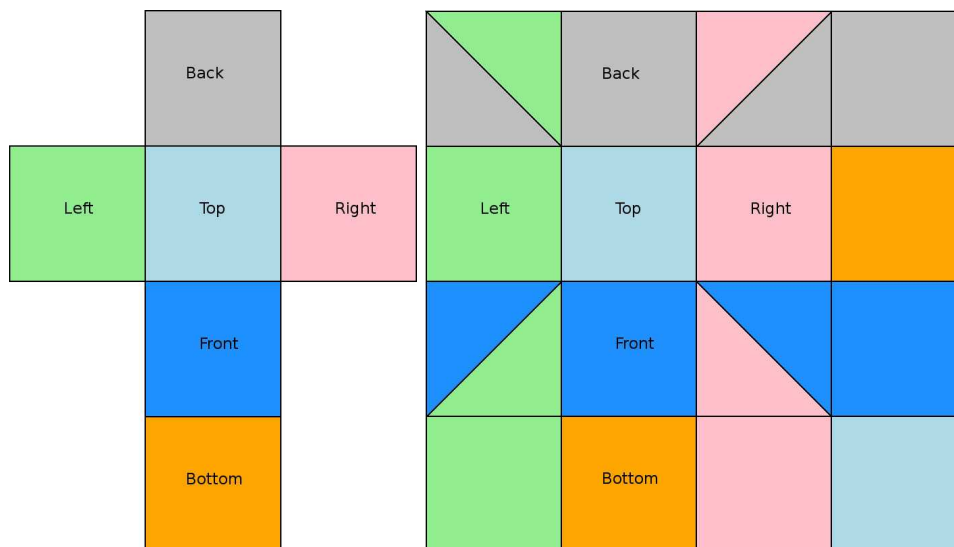 Back
Left
Top
Right
Front
Bottom
Back
Left
Top
Right
Front
Bottom